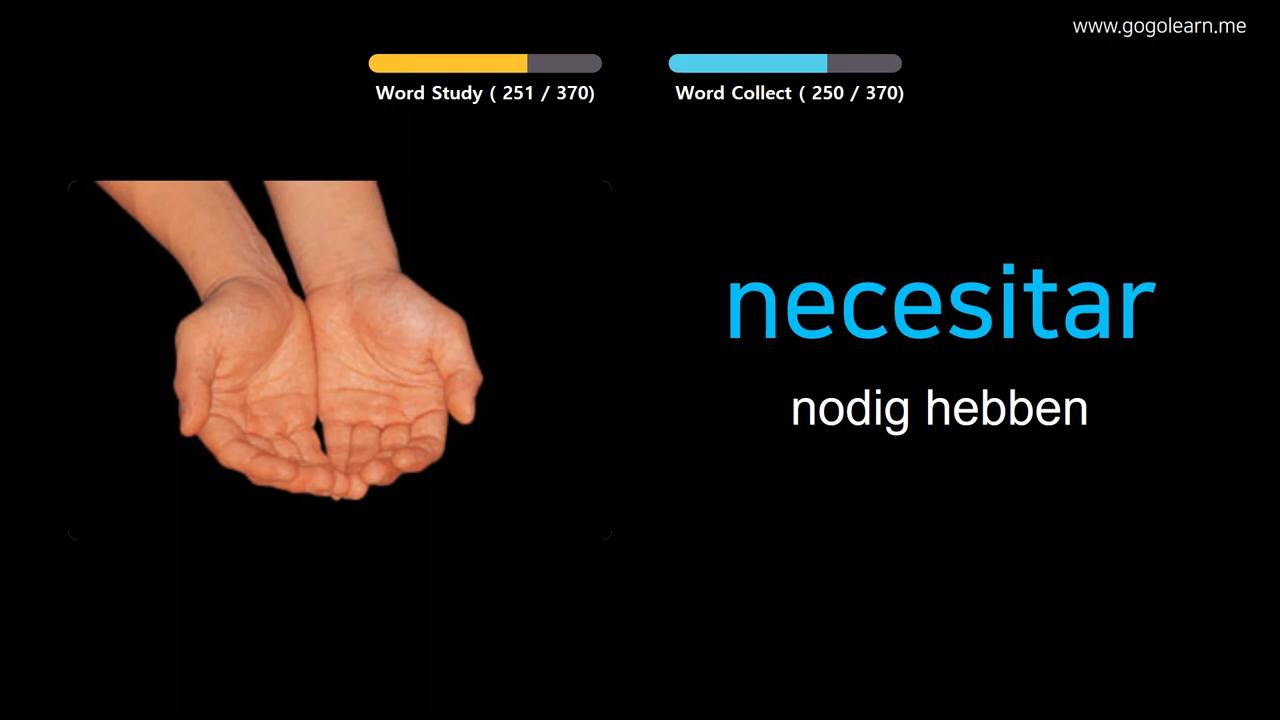 www.gogolearn.me
Word Study ( 251 / 370)
Word Collect ( 250 / 370)
necesitar
nodig hebben